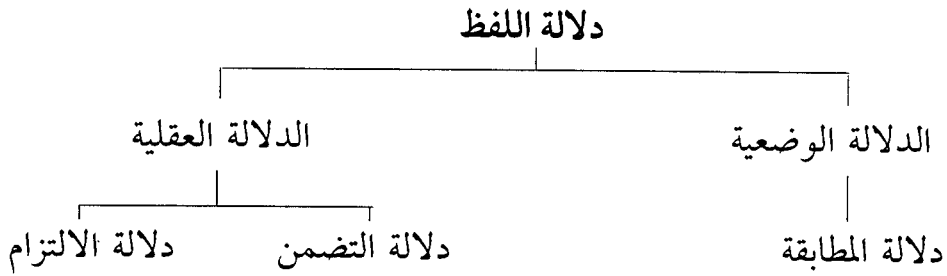 دلالة اللفظ
الدلالة الوضعية الدلالة العقلية
دلالة المطابقة دلالة التضمن دلالة الالتزام